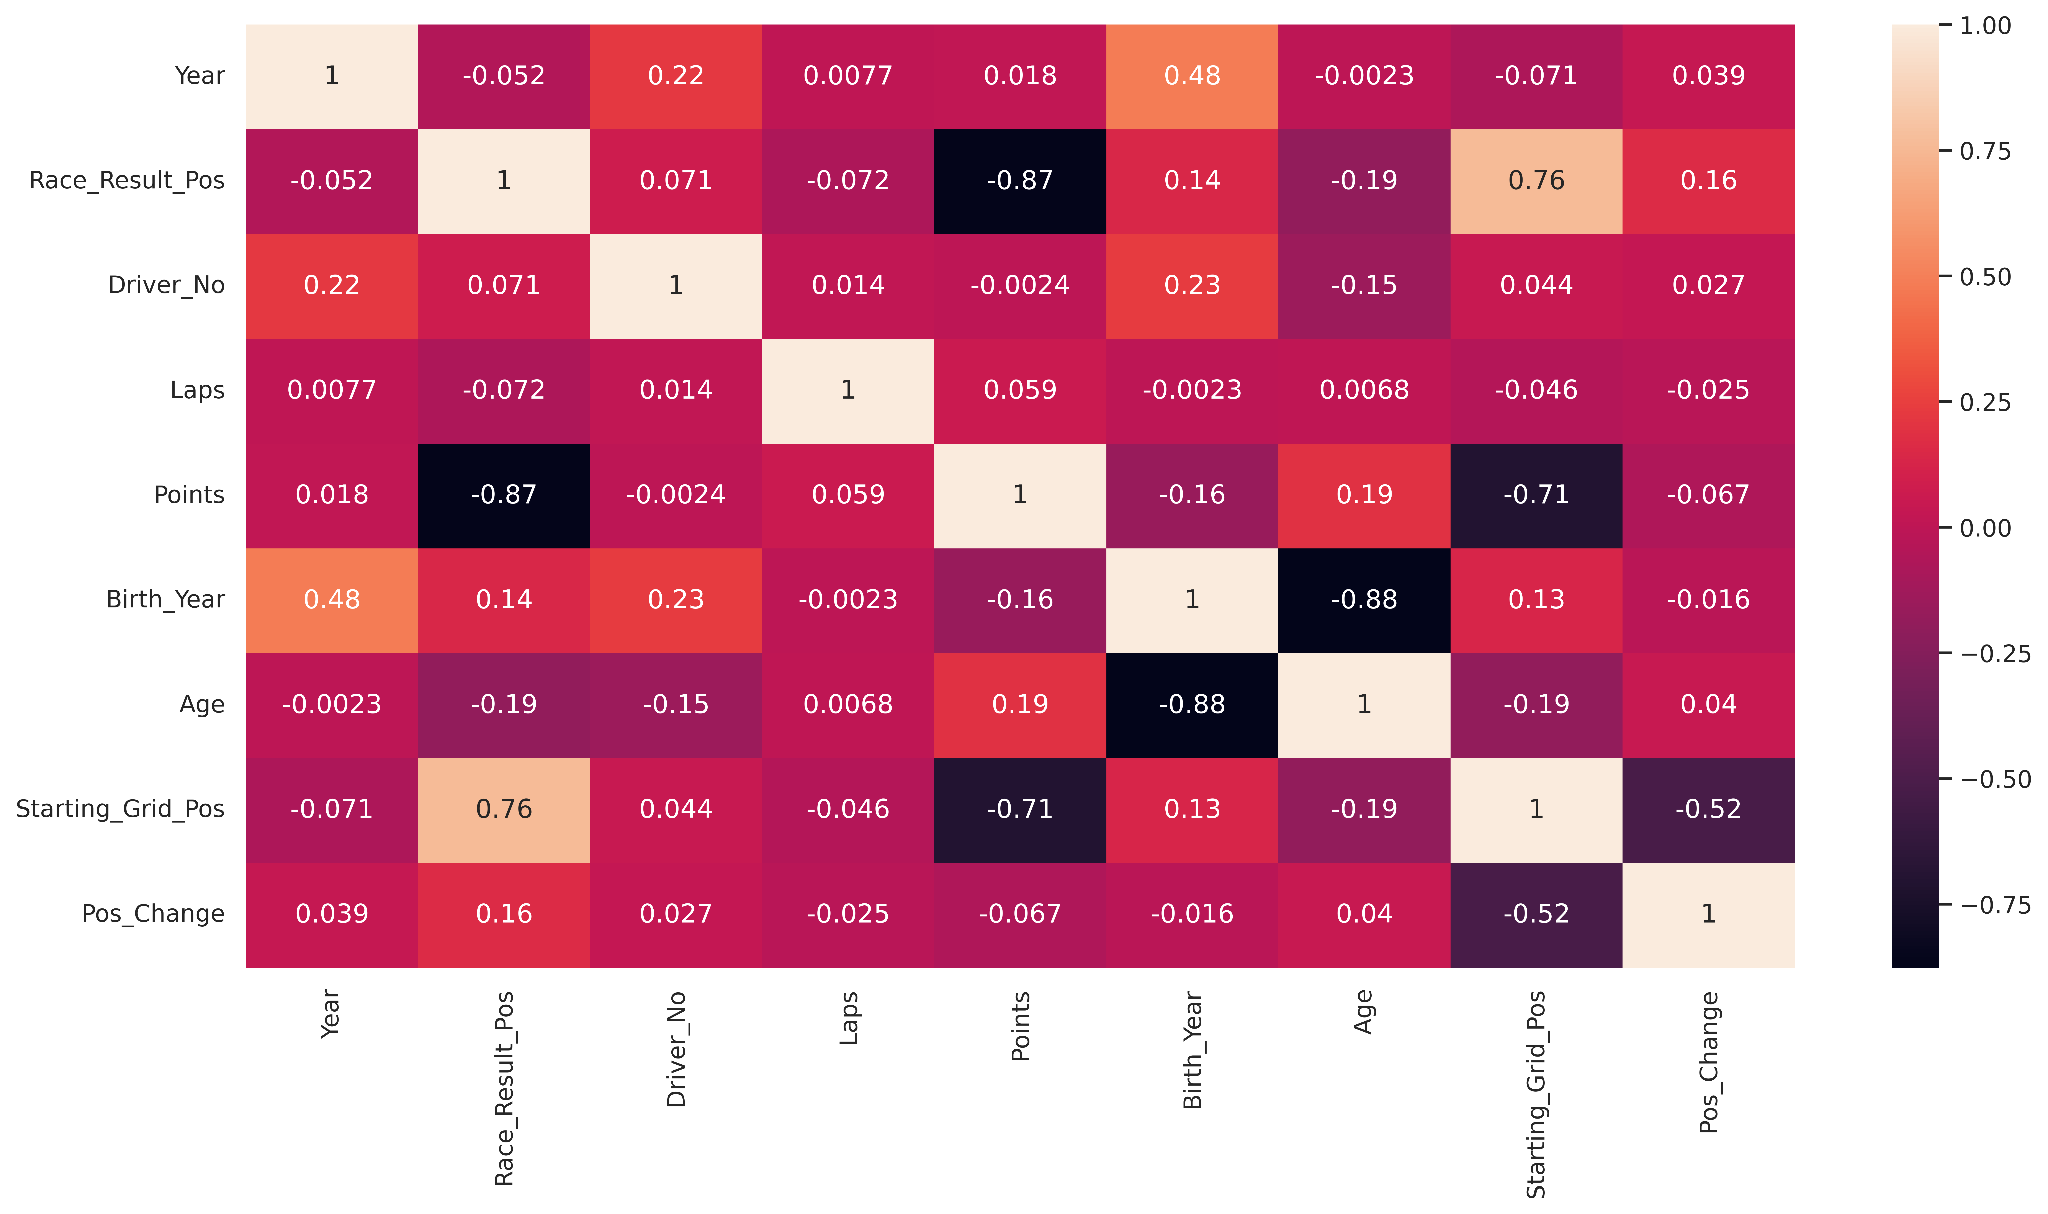 Year 1 -0.052 0.22 0.0077 0.018 0.48 -0.0023 -0.071 0.039
Race_Result_Pos -0.052 1 0.071 -0.072 -0.87 0.14 -0.19 0.76 0.16
Driver_No 0.22 0.071 1 0.014 -0.0024 0.23 -0.15 0.044 0.027
Laps 0.0077 -0.072 0.014 1 0.059 -0.0023 0.0068 -0.046 -0.025
Points 0.018 -0.87 -0.0024 0.059 1 -0.16 0.19 -0.71 -0.067
Birth_Year 0.48 0.14 0.23 -0.0023 -0.16 1 -0.88 0.13 -0.016
Age -0.0023 -0.19 -0.15 0.0068 0.19 -0.88 1 -0.19 0.04
Starting_Grid_Pos -0.071 0.76 0.044 -0.046 -0.71 0.13 -0.19 1 -0.52
Pos_Change 0.039 0.16 0.027 -0.025 -0.067 -0.016 0.04 -0.52 1
Year
Race_Result_Pos
Driver_No
Laps
Points
Birth_Year
Age
Starting_Grid_Pos
Pos_Change
1.00
0.75
0.50
0.25
0.00
−0.25
−0.50
−0.75